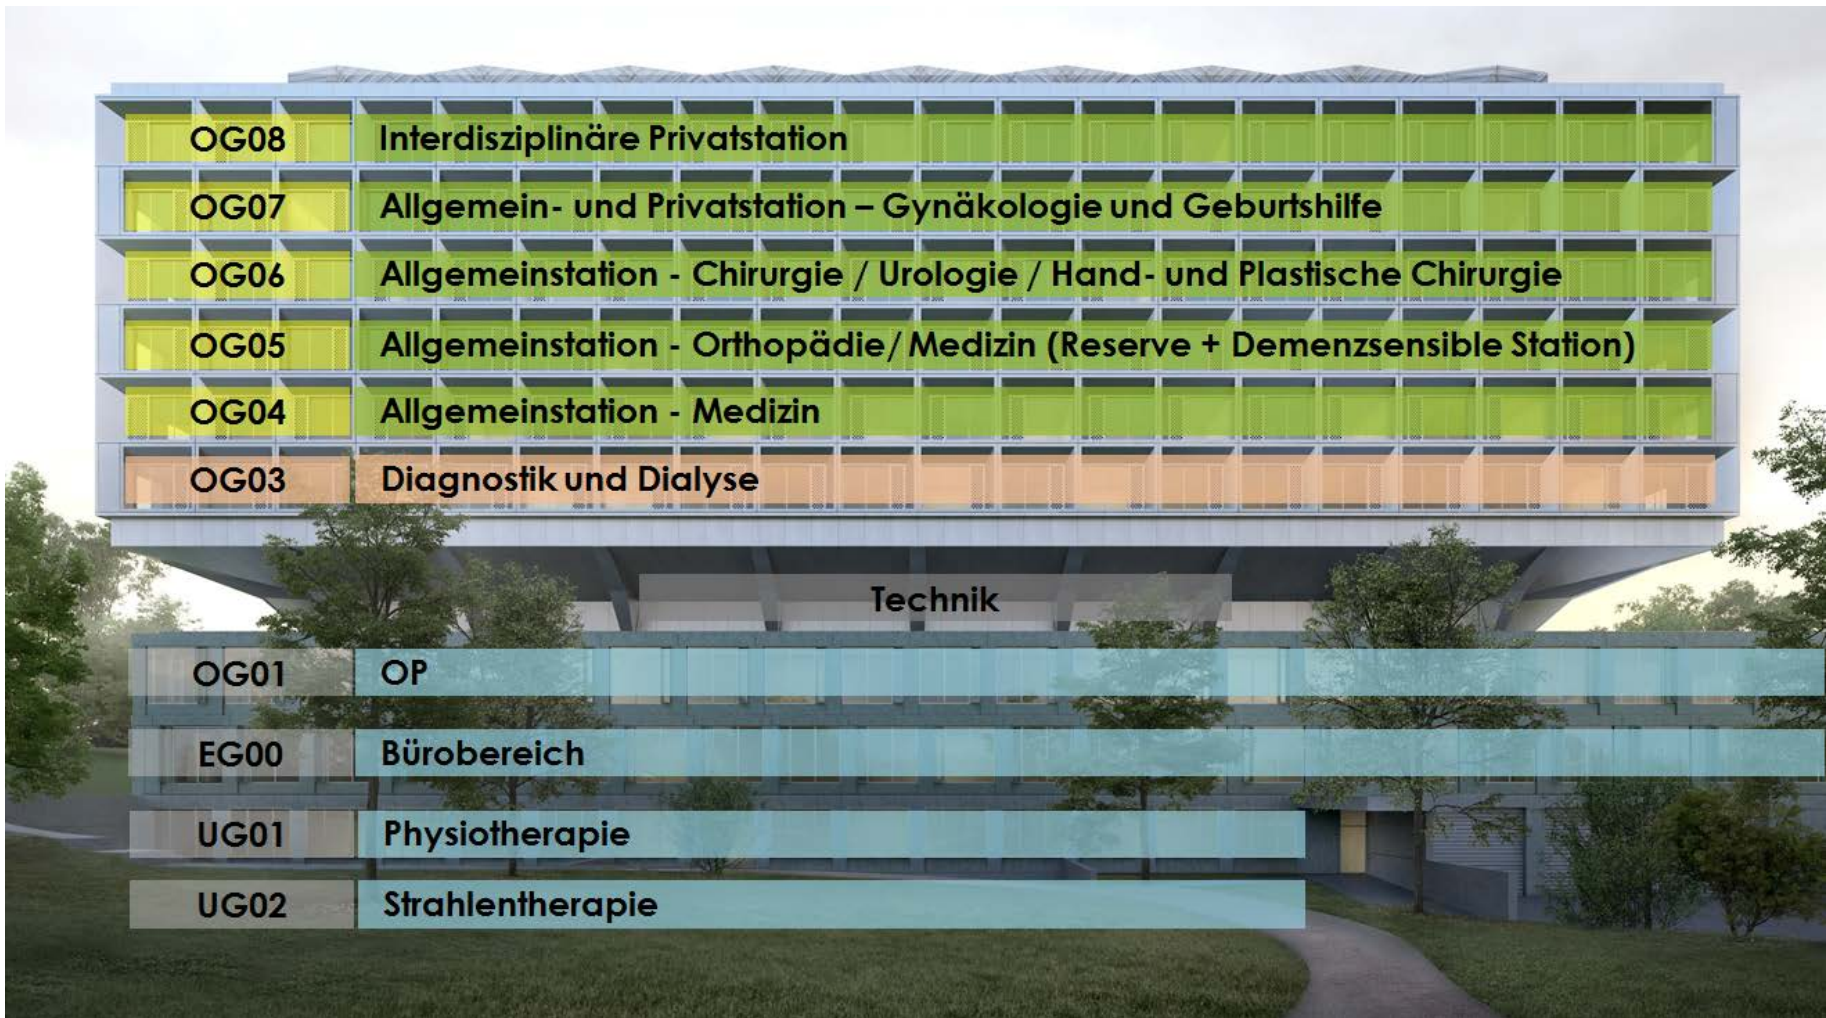 OG08 Interdisziplinäre Privatstation
OG07 Allgemein- und Privatstation – Gynäkologie und Geburtshilfe
OG06 Allgemeinstation - Chirurgie / Urologie / Hand- und Plastische Chirurgie
OG05 Allgemeinstation - Orthopädie/ Medizin (Reserve + Demenzsensible Station)
OG04 Allgemeinstation - Medizin
OG03 Diagnostik und Dialyse
Technik
OG01 OP
EG00 Bürobereich
UG01 Physiotherapie
UG02 Strahlentherapie